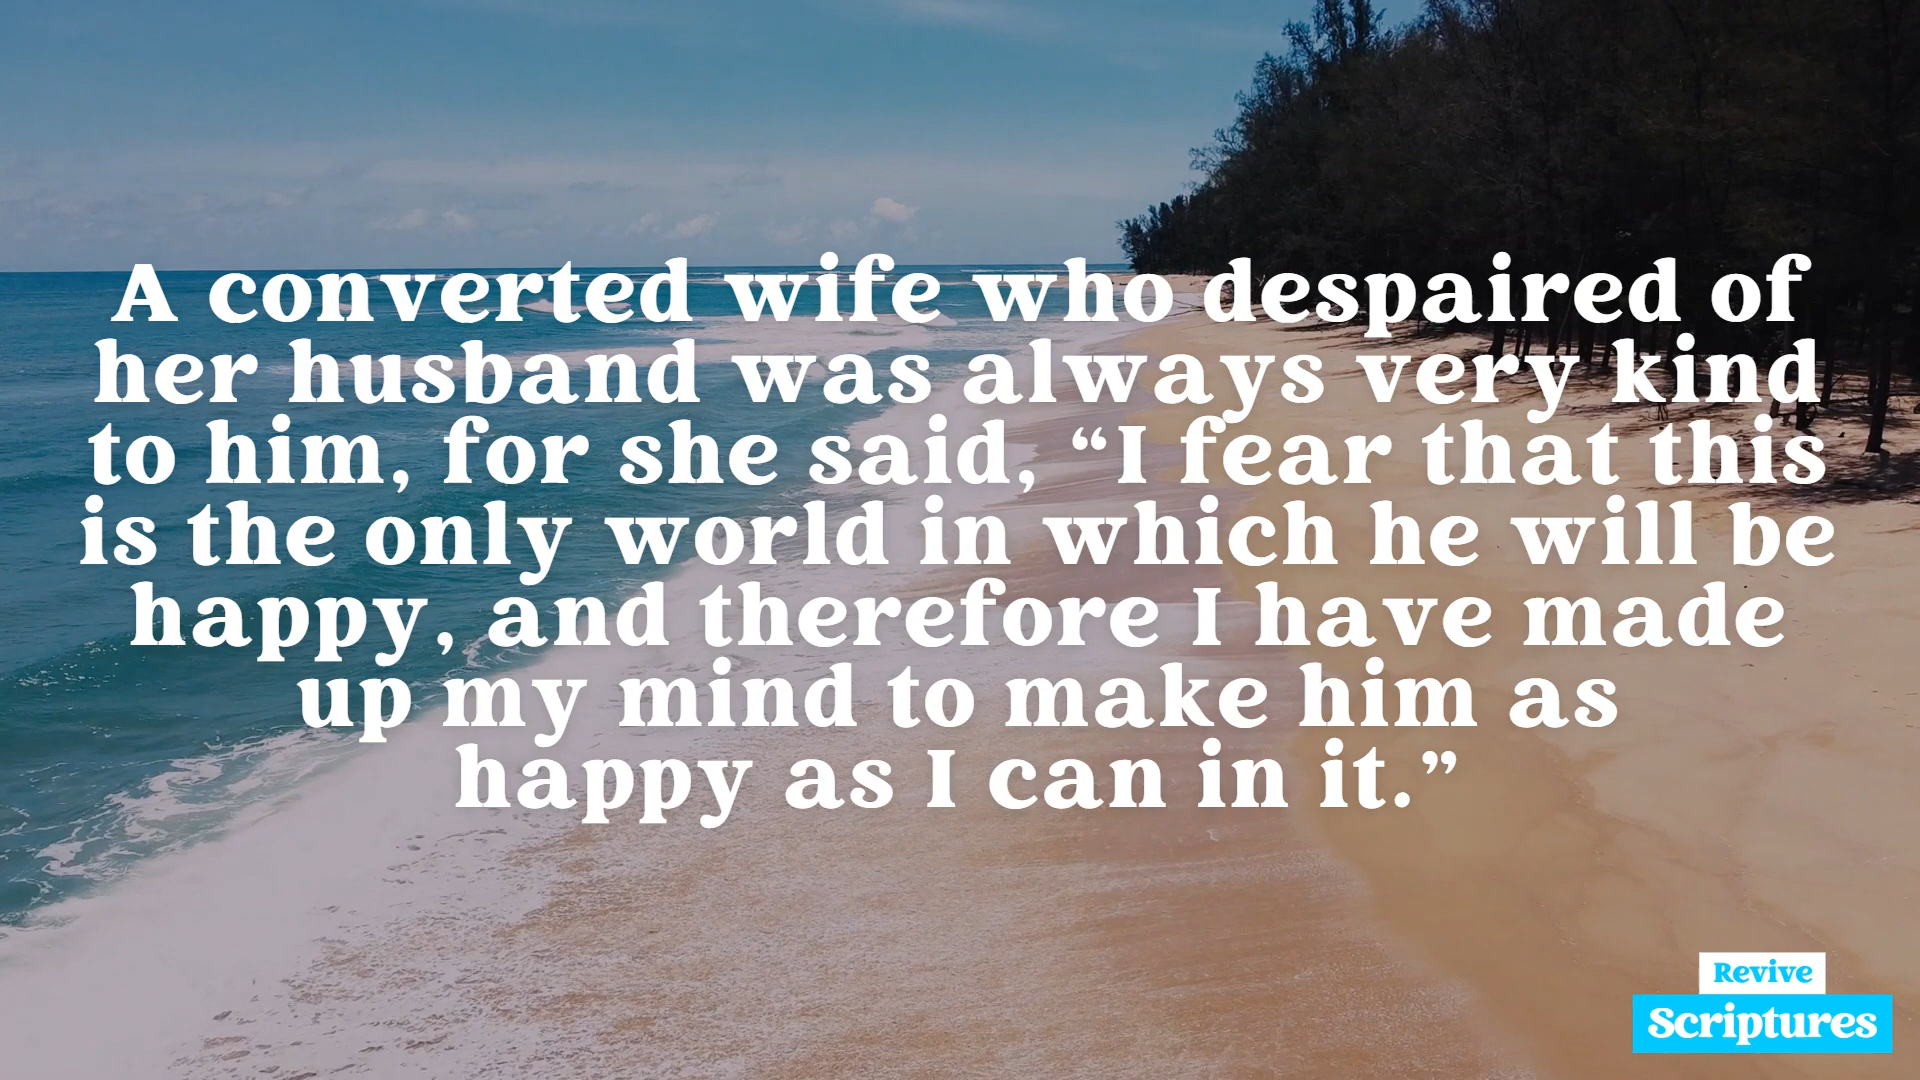 A converted wife who despaired of
her husband was always very kind
to him, for she said, “I fear that this
is the only world in which he will be
happy, and therefore I have made
up my mind to make him as
happy as I can in it.”
Revive
Scriptures